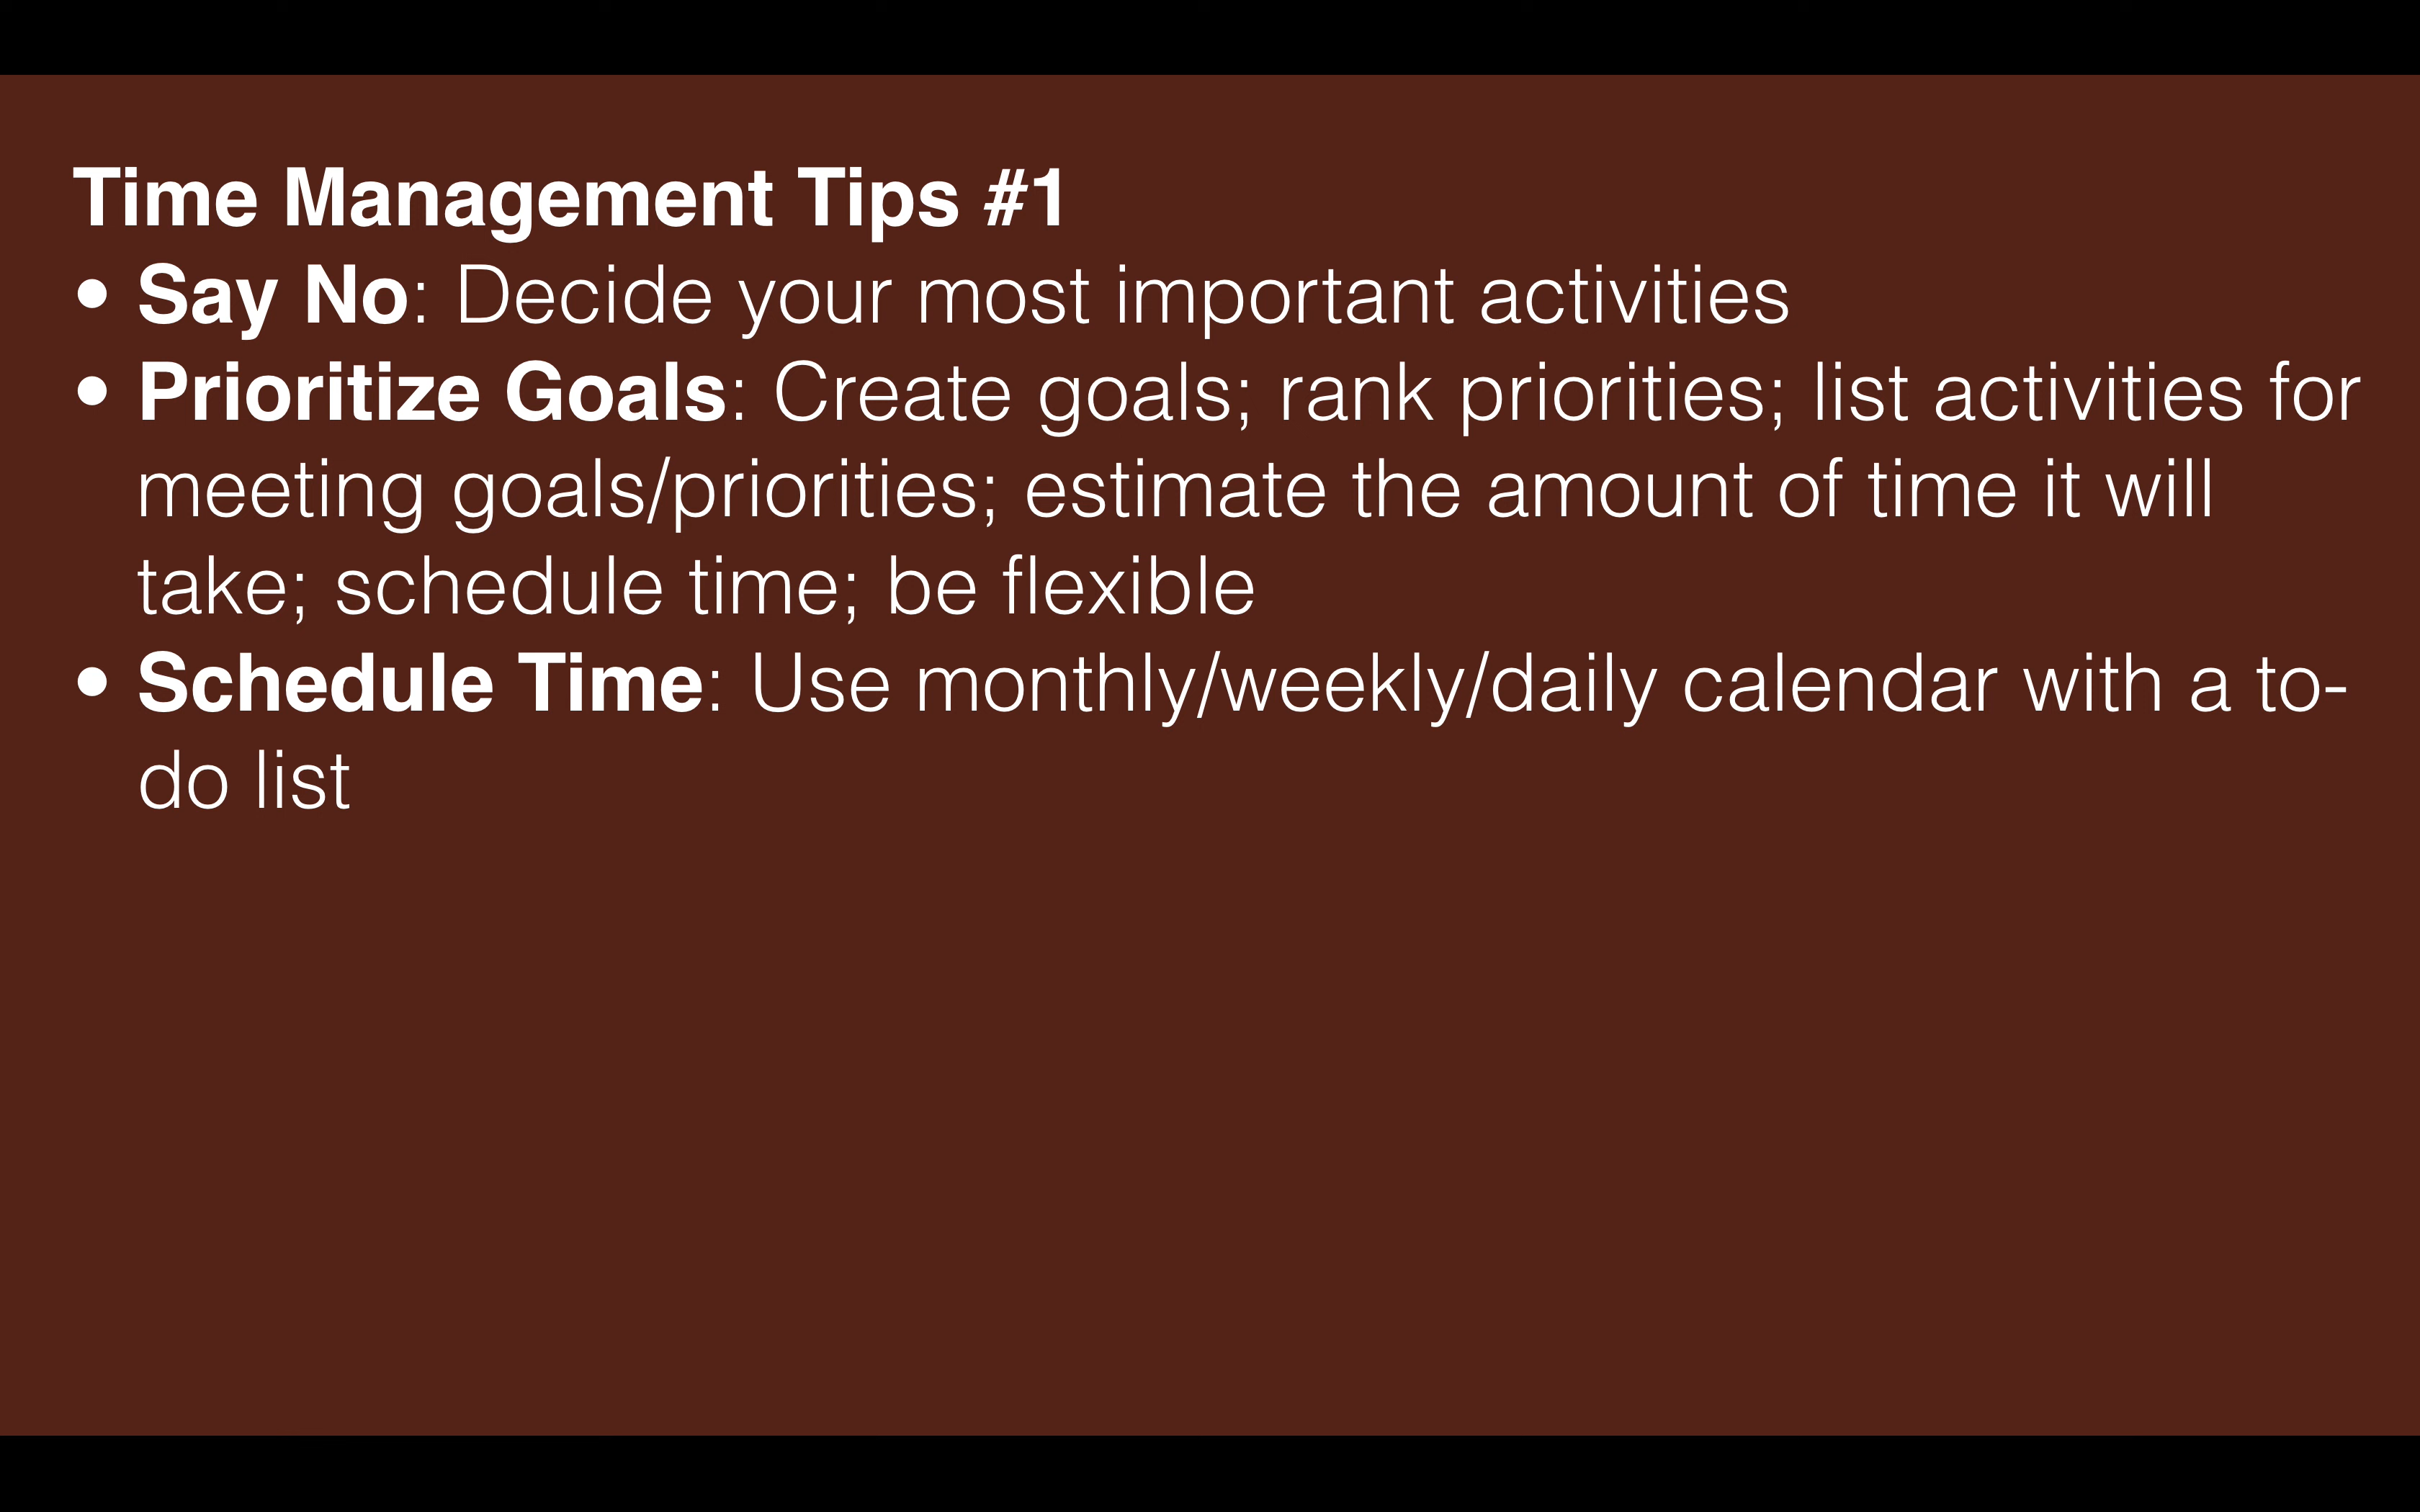 Time Management Tips #1
• Say No: Decide your most important activities
• Prioritize Goals: Create goals; rank priorities; list activities for
meeting goals/priorities; estimate the amount of time it will
take; schedule time; be flexible
• Schedule Time: Use monthly/weekly/daily calendar with a to-
do list